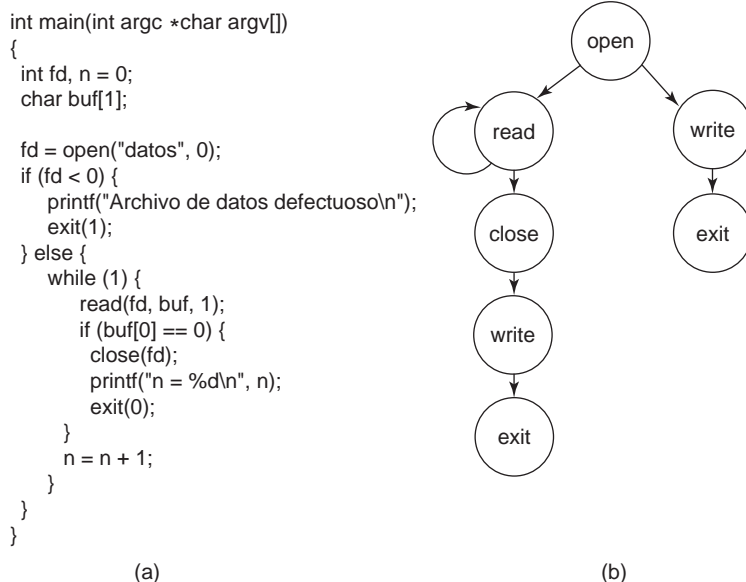 int main(int argc *char argv[])
{
int fd, n = 0;
char buf[1];
fd = open("datos", 0);
if (fd < 0) {
printf("Archivo de datos defectuoso\n");
exit(1);
} else {
while (1) {
read(fd, buf, 1);
if (buf[0] == 0) {
close(fd);
printf("n = %d\n", n);
exit(0);
}
n = n + 1;
}
}
}
(a)
open
read
write
close
exit
write
exit
(b)